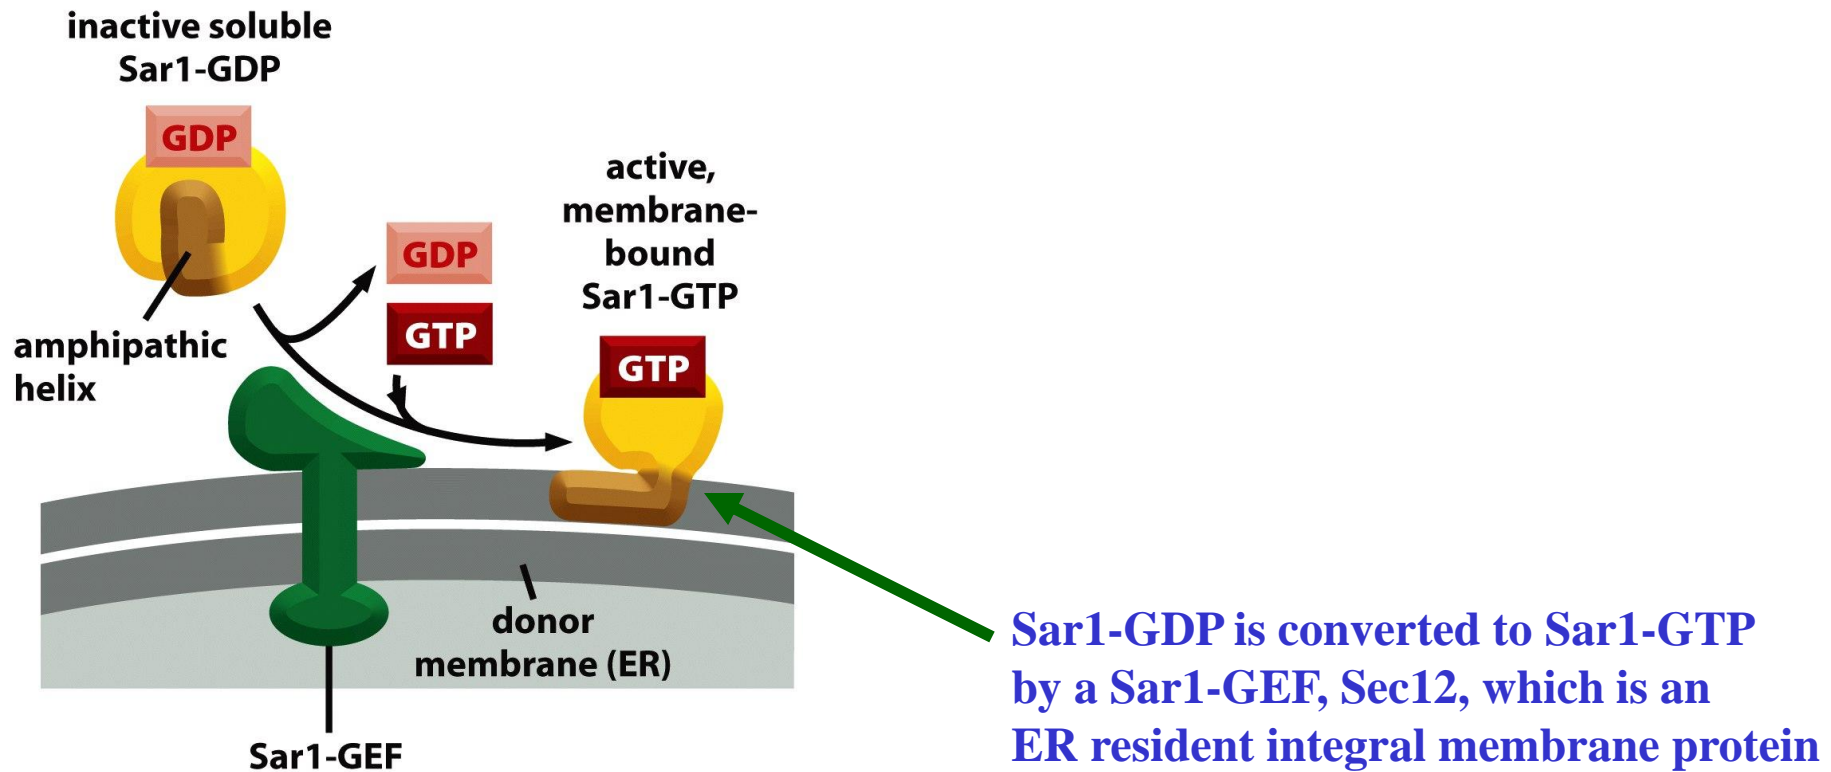 inactive soluble
Sar1-GDP
GDP
amphipathic
helix
GDP
GTP
active,
membrane-
bound
Sar1-GTP
GTP
donor
membrane (ER)
Sar1-GEF
Sar1-GDP is converted to Sar1-GTP
by a Sar1-GEF, Sec12, which is an
ER resident integral membrane protein